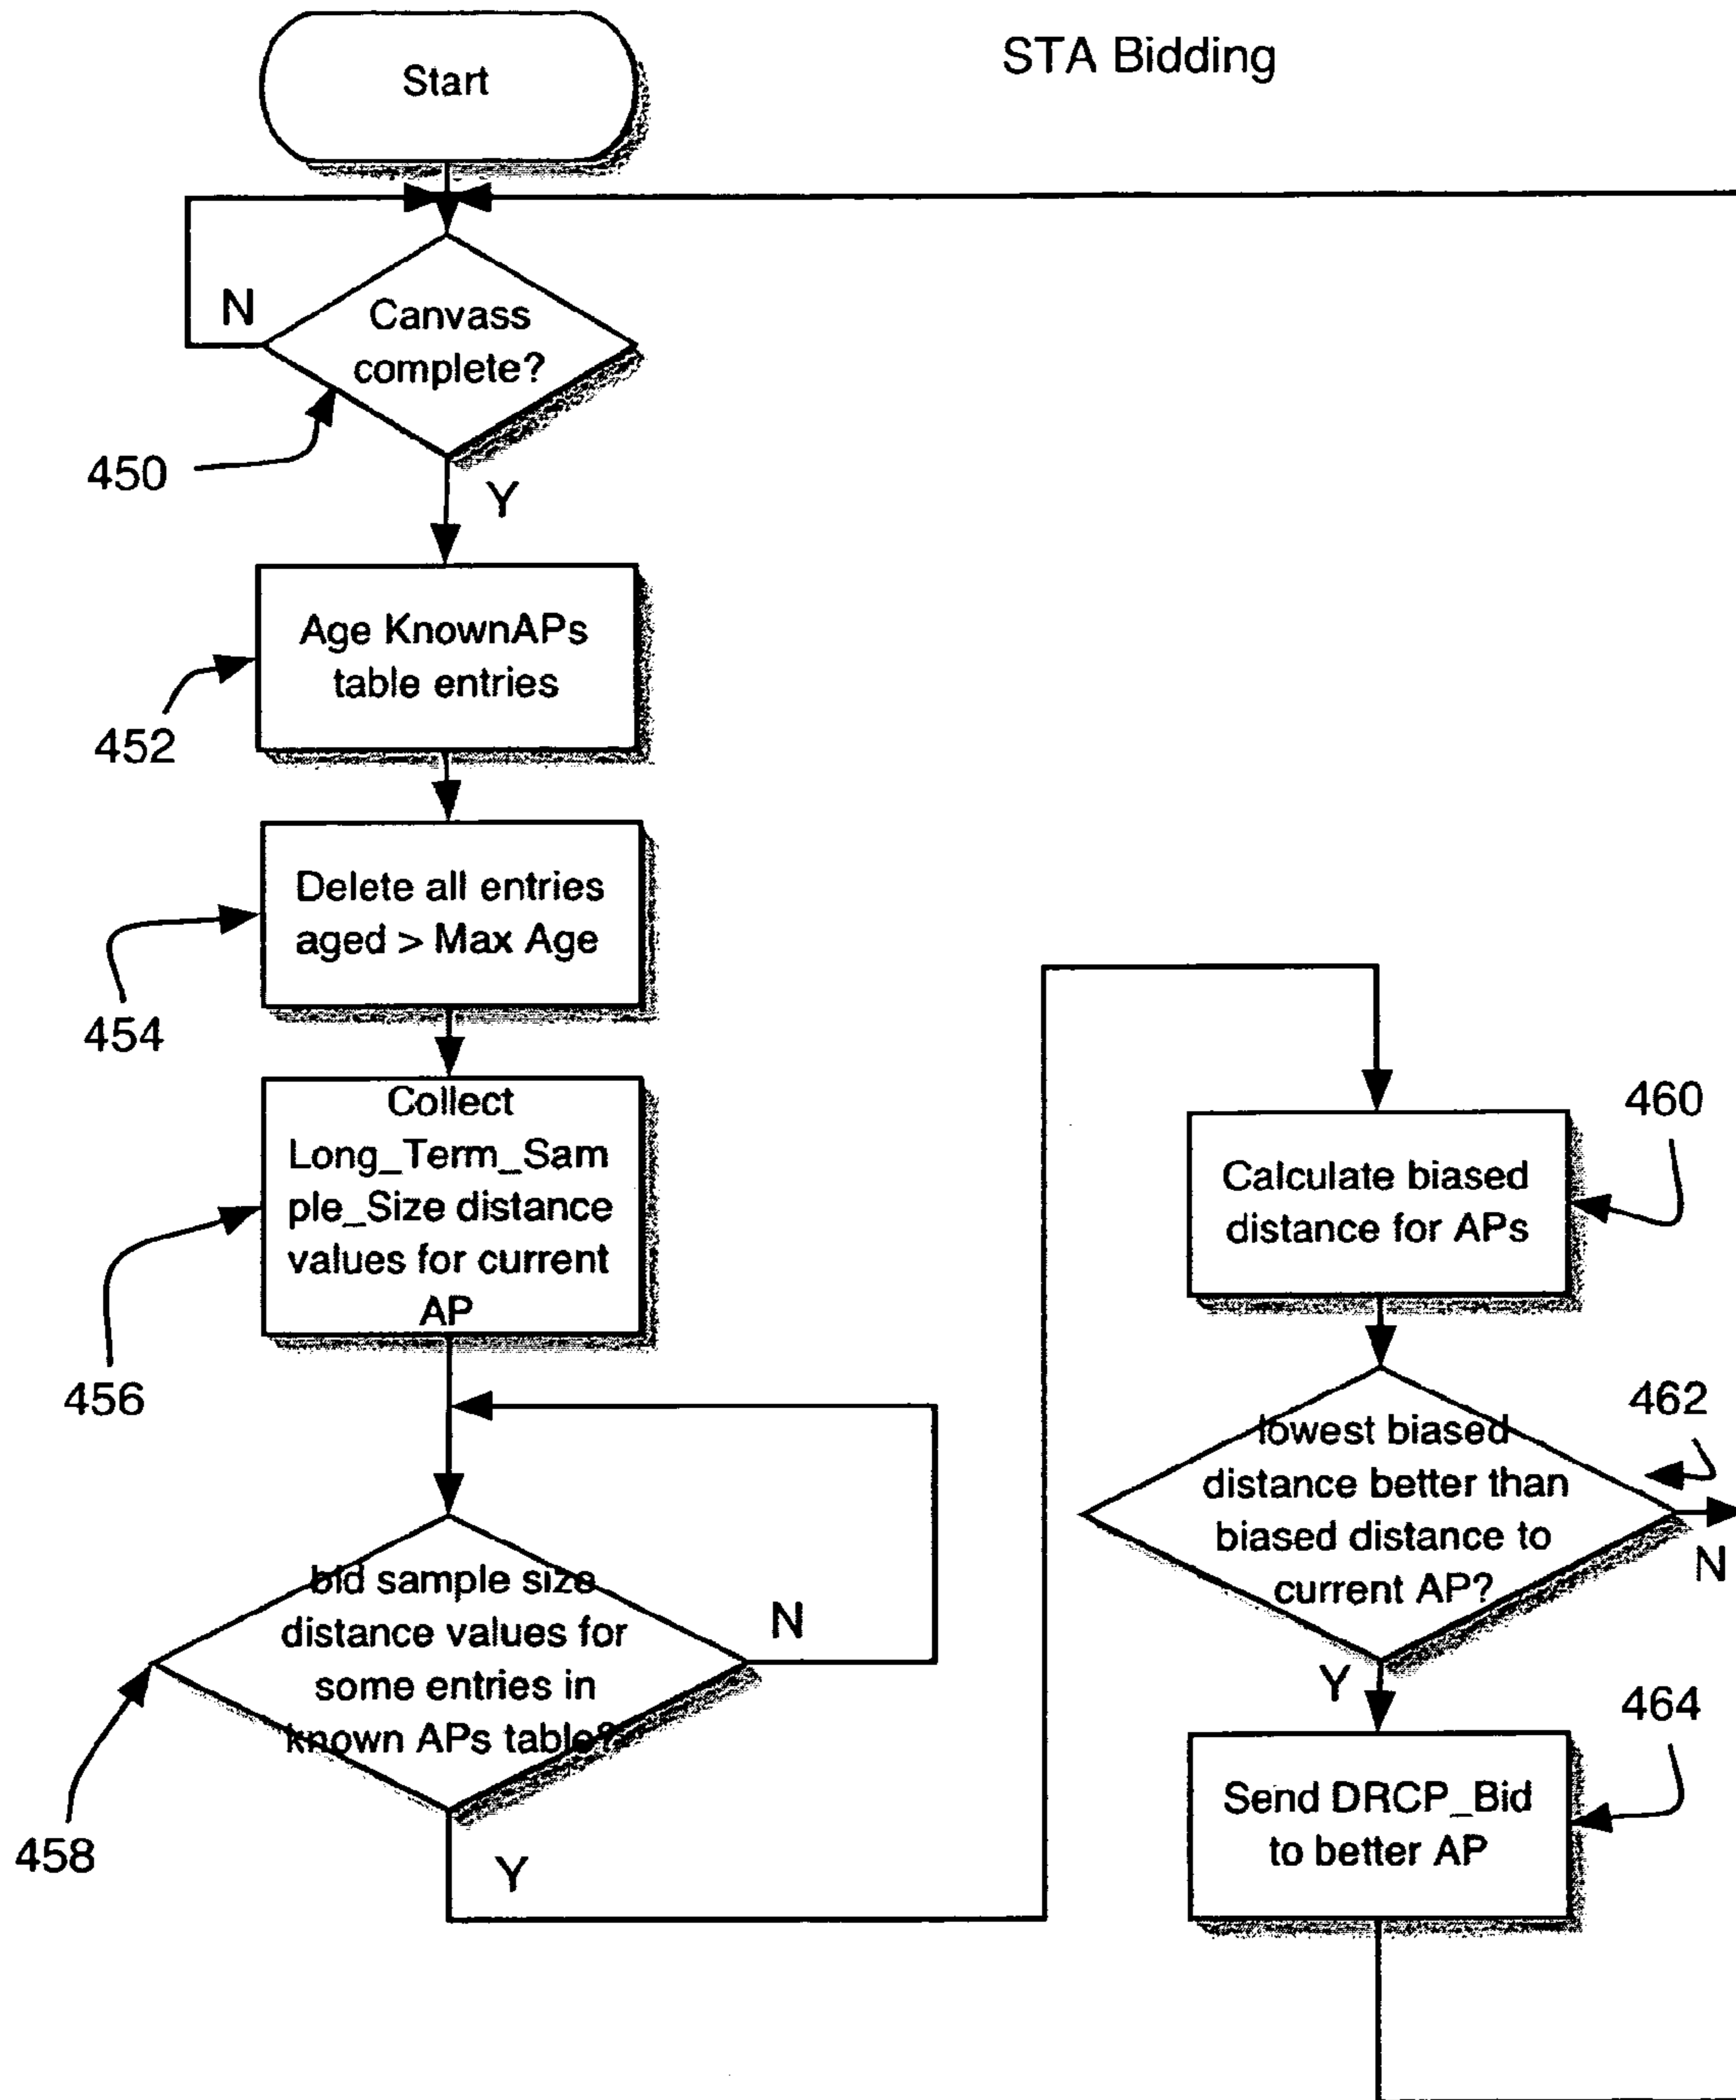 STA Bidding
Start
N
Canvass
complete?
450
Y
Age KnownAPs
table entries
452
Delete all entries
aged > Max Age
454
Collect
Long_Term_Sam
ple_Size distance
values for current
AP
456
bid sample size
distance values for
some entries in
known APs table?
N
458
Y
460
Calculate biased
distance for APs
462
lowest biased
distance better than
biased distance to
current AP?
N
Y
464
Send DRCP_Bid
to better AP